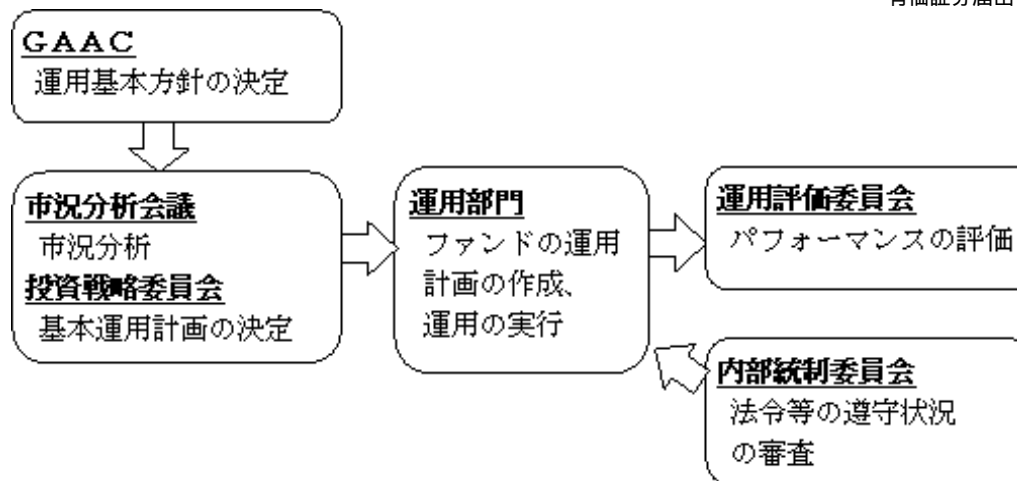 有価証券届出
ＧＡＡＣ
運用基本方針の決定
市況分析会議
市況分析
投資戦略委員会
基本運用計画の決定
運用部門
ファンドの運用
計画の作成、
運用の実行
運用評価委員会
パフォーマンスの評価
内部統制委員会
法令等の遵守状況
の審査